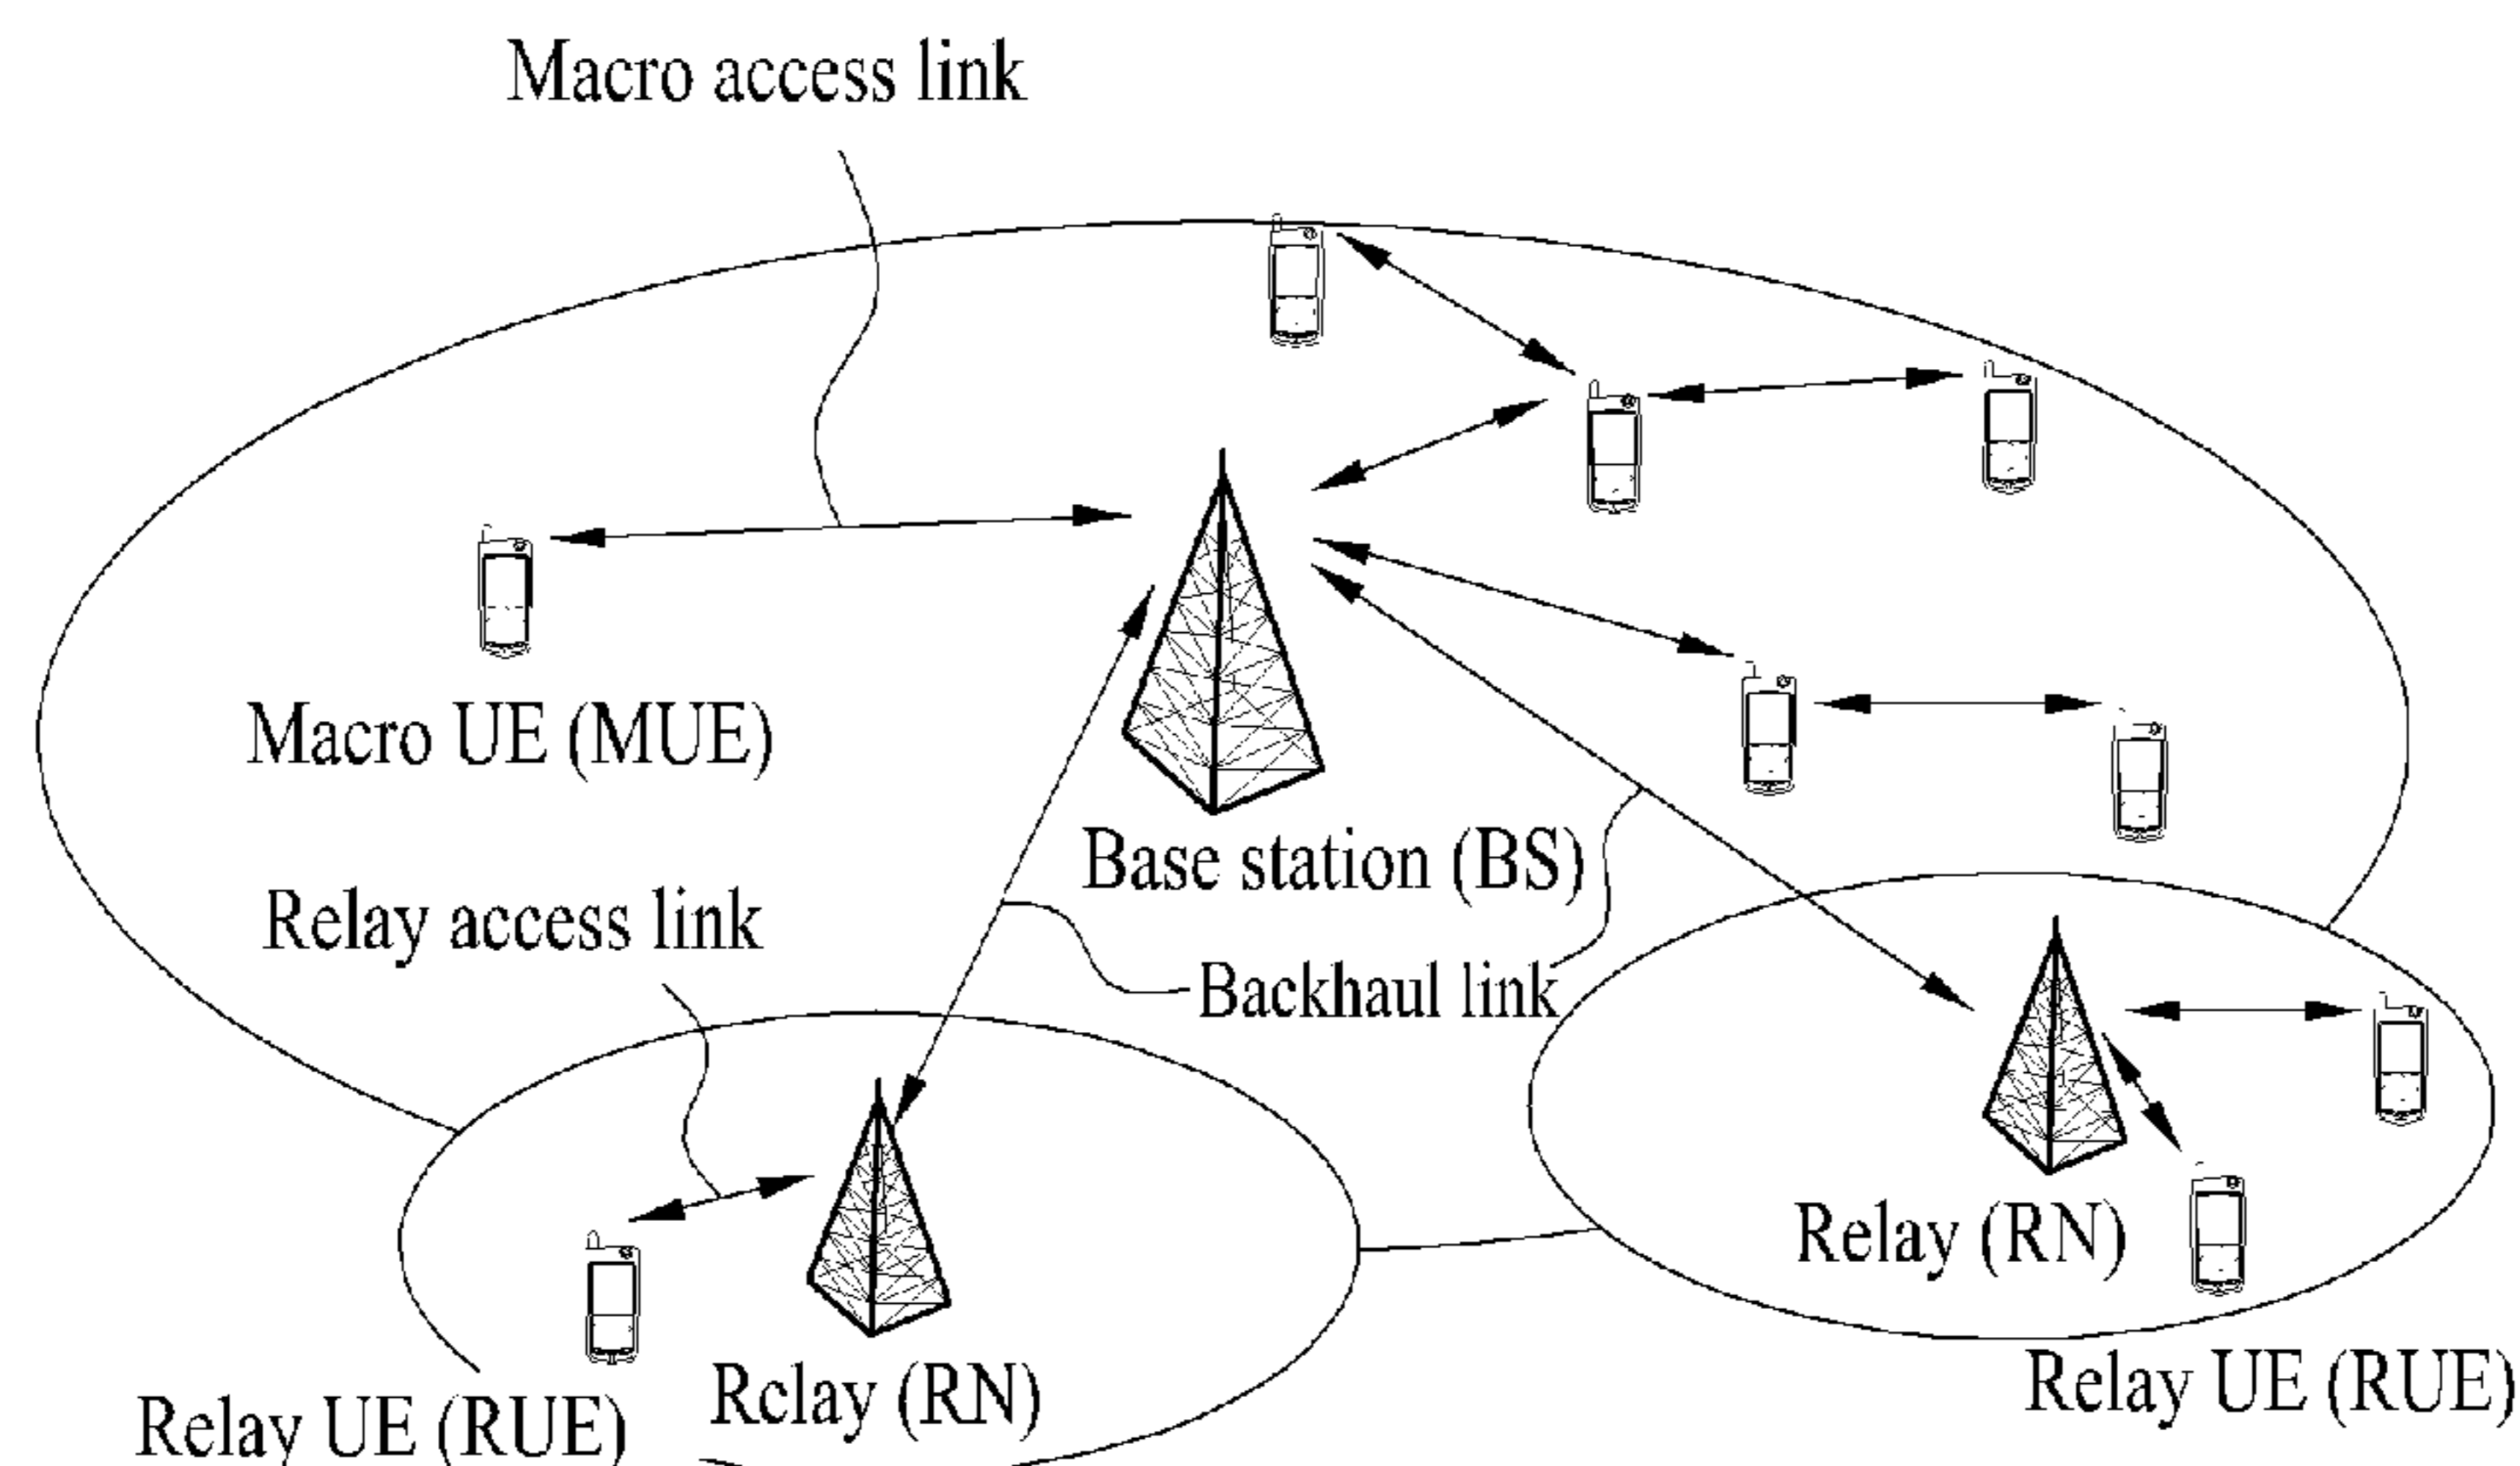 Macro access link
Macro UE (MUE)
Base station (BS)
Relay access link
Backhaul link
Relay (RN)
Relay UE (RUE)
Rclay (RN)
Relay UE (RUE)